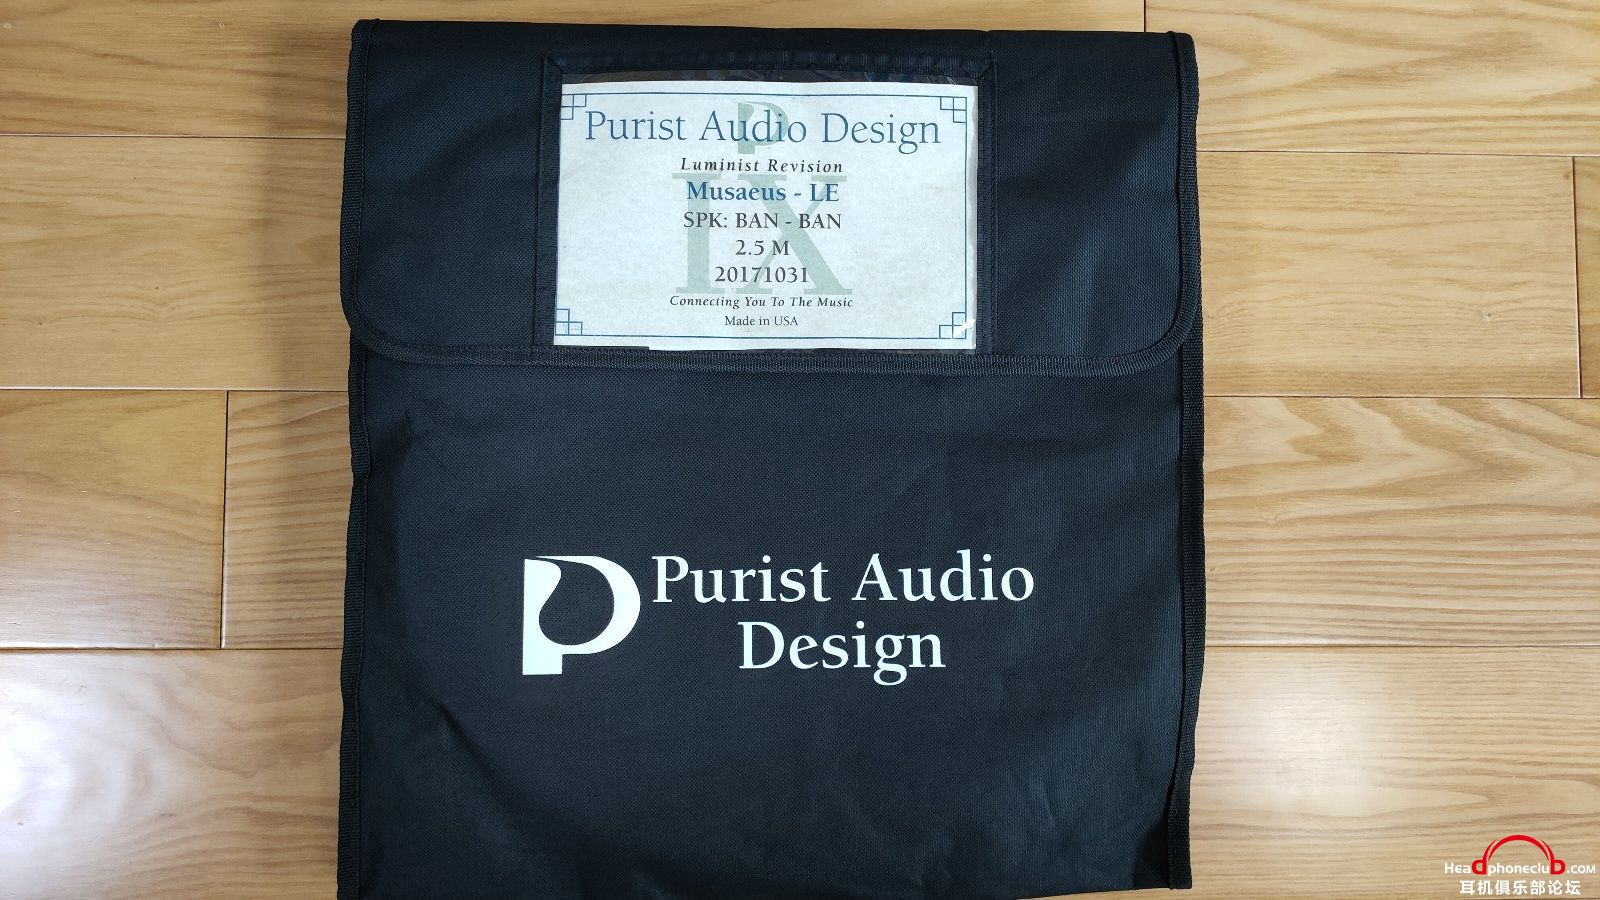 Purist Audio Design
Luminist Revision
Musaeus - LE
SPK: BAN - BAN
2.5 M
20171031
Connecting You To The Music
Made in USA
P
IX
Purist Audio
Design
Headphoneclub.com
耳机俱乐部论坛